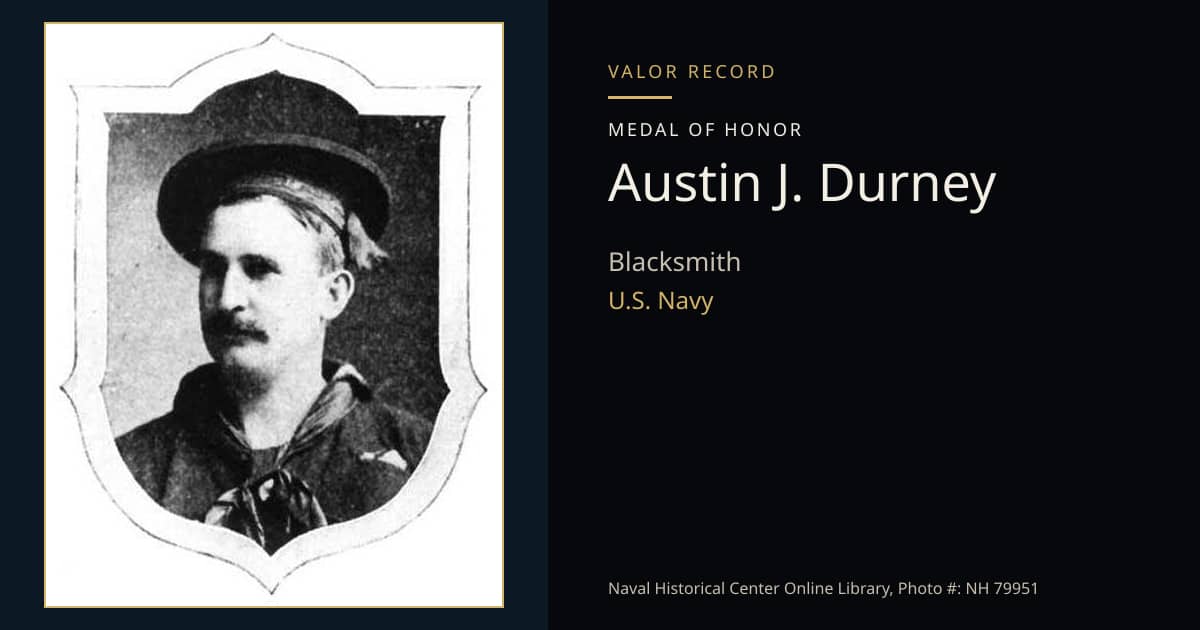 VALOR RECORD
MEDAL OF HONOR
Austin J. Durney
Blacksmith
U.S. Navy
Naval Historical Center Online Library, Photo #: NH 79951